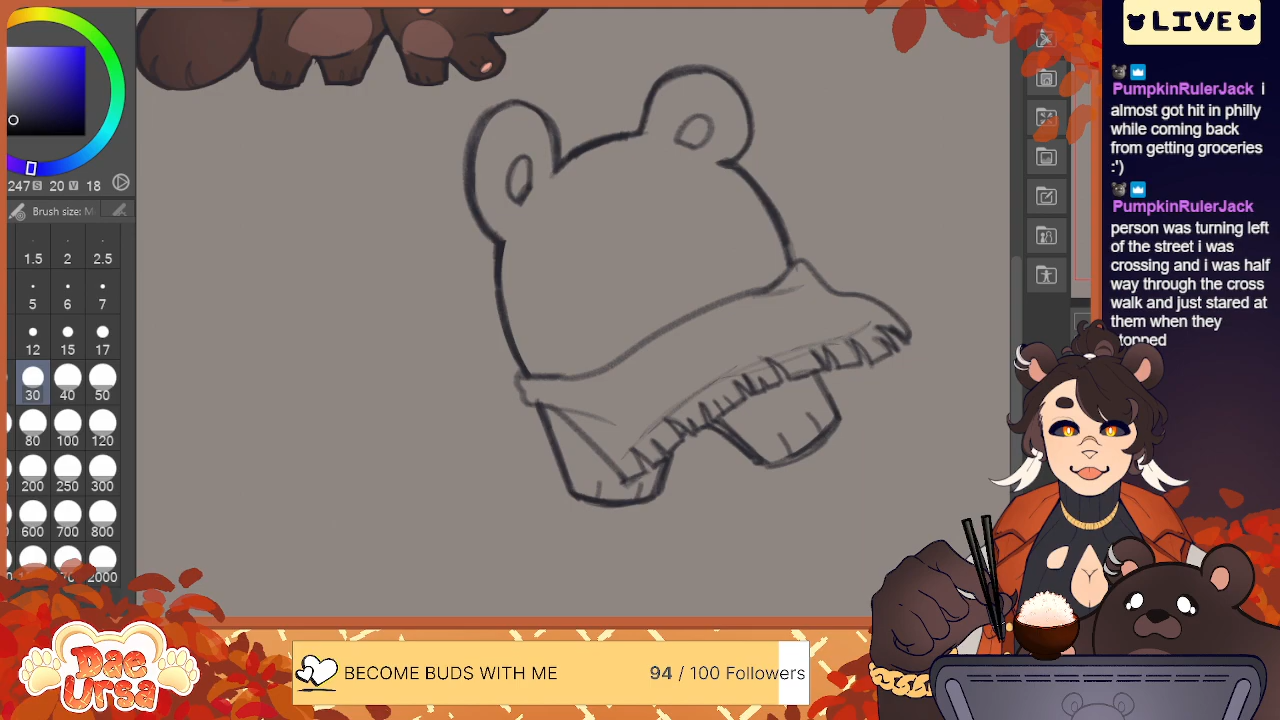 LIVE
PumpkinRulerJack i
almost got hit in philly
while coming back
from getting groceries
:')
PumpkinRulerJack
person was turning left
of the street i was
crossing and i was half
way through the cross
walk and just stared at
them when they
stopped
247 S 20 V 18
Brush size: M
1.5 2 2.5
5 6 7
12 15 17
30 40 50
80 100 120
200 250 300
600 700 800
2000
Dae
Ursa
BECOME BUDS WITH ME
94 / 100 Followers